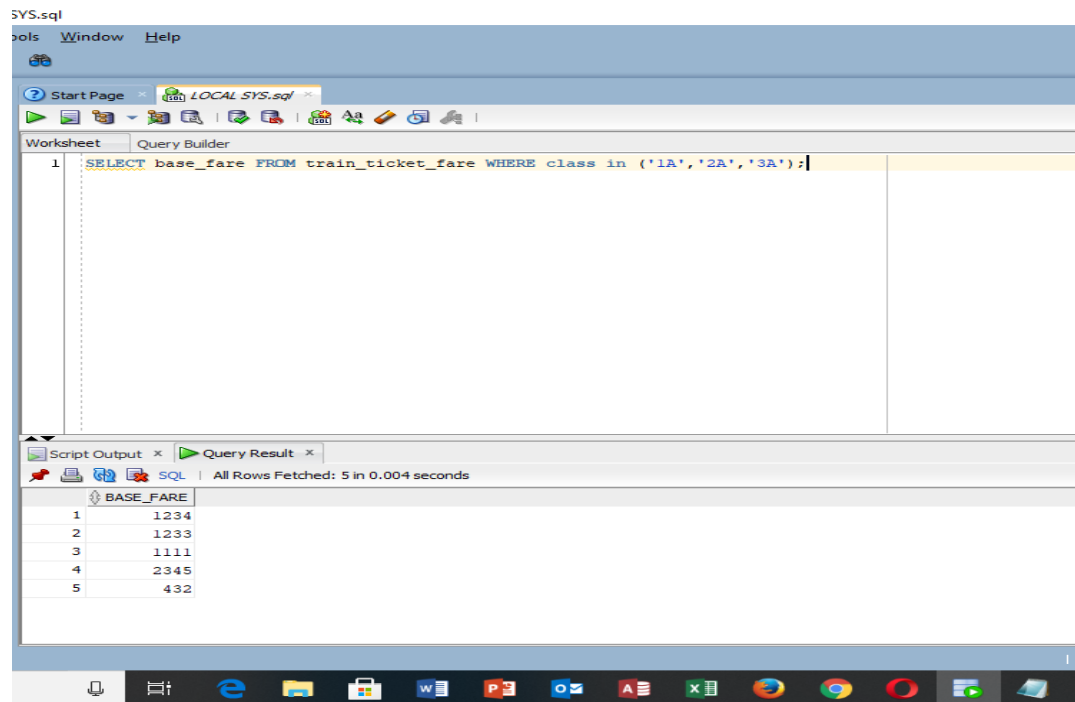 SYS.sql
ools Window Help
Start Page LOCAL SYS.sql
Worksheet Query Builder
1 SELECT base_fare FROM train_ticket_fare WHERE class in ('1A','2A','3A');
Script Output Query Result
SQL All Rows Fetched: 5 in 0.004 seconds
BASE_FARE
1 1234
2 1233
3 1111
4 2345
5 432